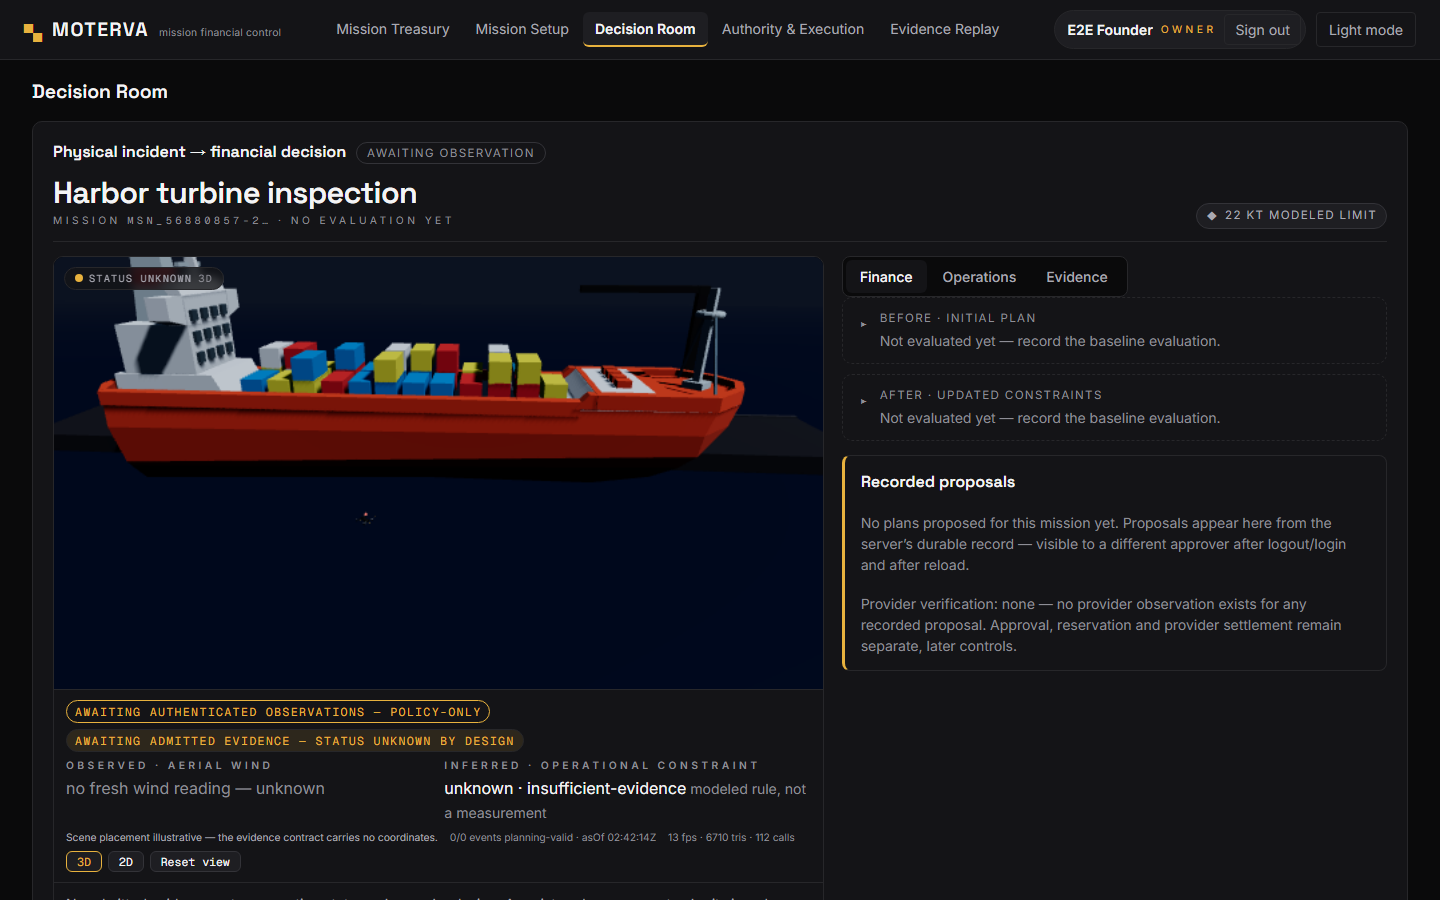 MOTERVA mission financial control
Mission Treasury
Mission Setup
Decision Room
Authority & Execution
Evidence Replay
E2E Founder OWNER
Sign out
Light mode
Decision Room
Physical incident → financial decision
AWAITING OBSERVATION
Harbor turbine inspection
MISSION MSN_56880857-2… · NO EVALUATION YET
◆ 22 KT MODELED LIMIT
STATUS UNKNOWN 3D
AWAITING AUTHENTICATED OBSERVATIONS — POLICY-ONLY
AWAITING ADMITTED EVIDENCE — STATUS UNKNOWN BY DESIGN
OBSERVED · AERIAL WIND
no fresh wind reading — unknown
INFERRED · OPERATIONAL CONSTRAINT
unknown · insufficient-evidence modeled rule, not
a measurement
Scene placement illustrative — the evidence contract carries no coordinates.
0/0 events planning-valid · asOf 02:42:14Z
13 fps · 6710 tris · 112 calls
3D
2D
Reset view
Finance
Operations
Evidence
▸ BEFORE · INITIAL PLAN
Not evaluated yet — record the baseline evaluation.
▸ AFTER · UPDATED CONSTRAINTS
Not evaluated yet — record the baseline evaluation.
Recorded proposals
No plans proposed for this mission yet. Proposals appear here from the
server's durable record — visible to a different approver after logout/login
and after reload.
Provider verification: none — no provider observation exists for any
recorded proposal. Approval, reservation and provider settlement remain
separate, later controls.